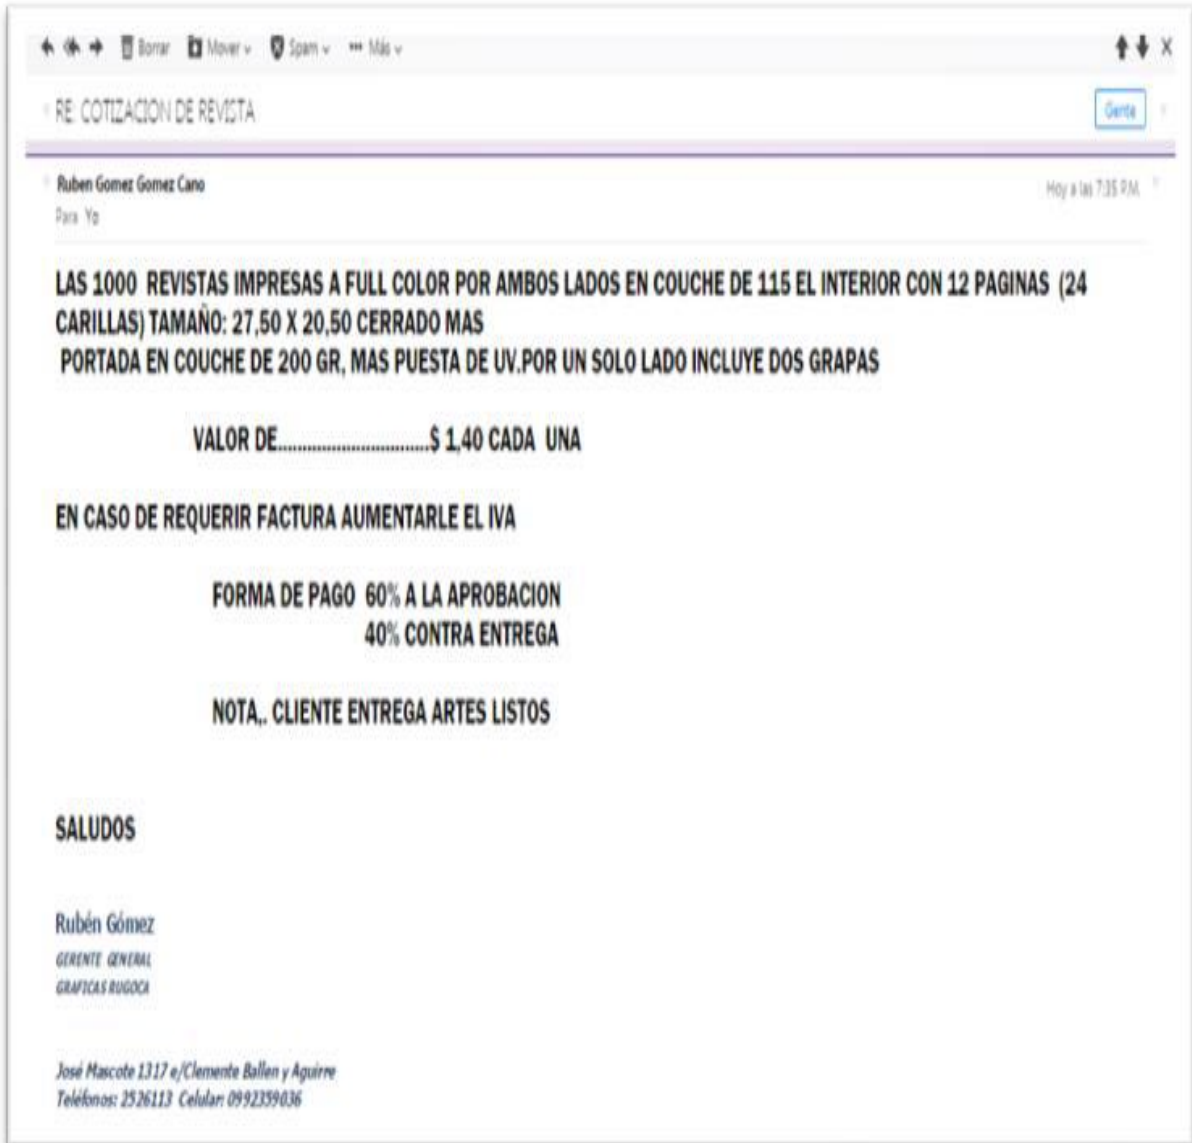 Borrar Mover Spam Más
RE: COTIZACION DE REVISTA Gente
Ruben Gomez Gomez Cano Hoy a las 7:35 P.M.
Para Yo
LAS 1000 REVISTAS IMPRESAS A FULL COLOR POR AMBOS LADOS EN COUCHE DE 115 EL INTERIOR CON 12 PAGINAS (24
CARILLAS) TAMAÑO: 27,50 X 20,50 CERRADO MAS
PORTADA EN COUCHE DE 200 GR, MAS PUESTA DE UV.POR UN SOLO LADO INCLUYE DOS GRAPAS
VALOR DE...............................$ 1,40 CADA UNA
EN CASO DE REQUERIR FACTURA AUMENTARLE EL IVA
FORMA DE PAGO 60% A LA APROBACION
40% CONTRA ENTREGA
NOTA,. CLIENTE ENTREGA ARTES LISTOS
SALUDOS
Rubén Gómez
GERENTE GENERAL
GRAFICAS RUGOCA
José Mascote 1317 e/Clemente Ballen y Aguirre
Teléfonos: 2526113 Celular: 0992359036